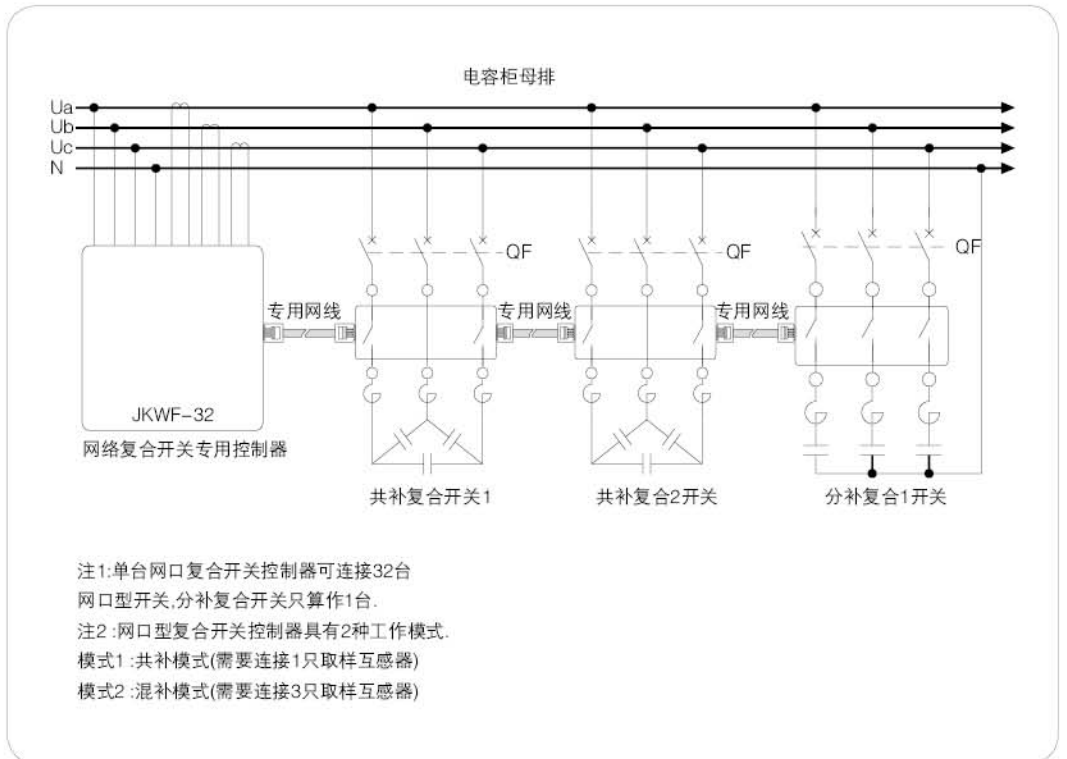 电容柜母排
Ua
Ub
Uc
N
QF
QF
QF
专用网线
专用网线
专用网线
JKWF-32
网络复合开关专用控制器
共补复合开关1
共补复合2开关
分补复合1开关
注1:单台网口复合开关控制器可连接32台
网口型开关,分补复合开关只算作1台.
注2:网口型复合开关控制器具有2种工作模式.
模式1:共补模式(需要连接1只取样互感器)
模式2:混补模式(需要连接3只取样互感器)